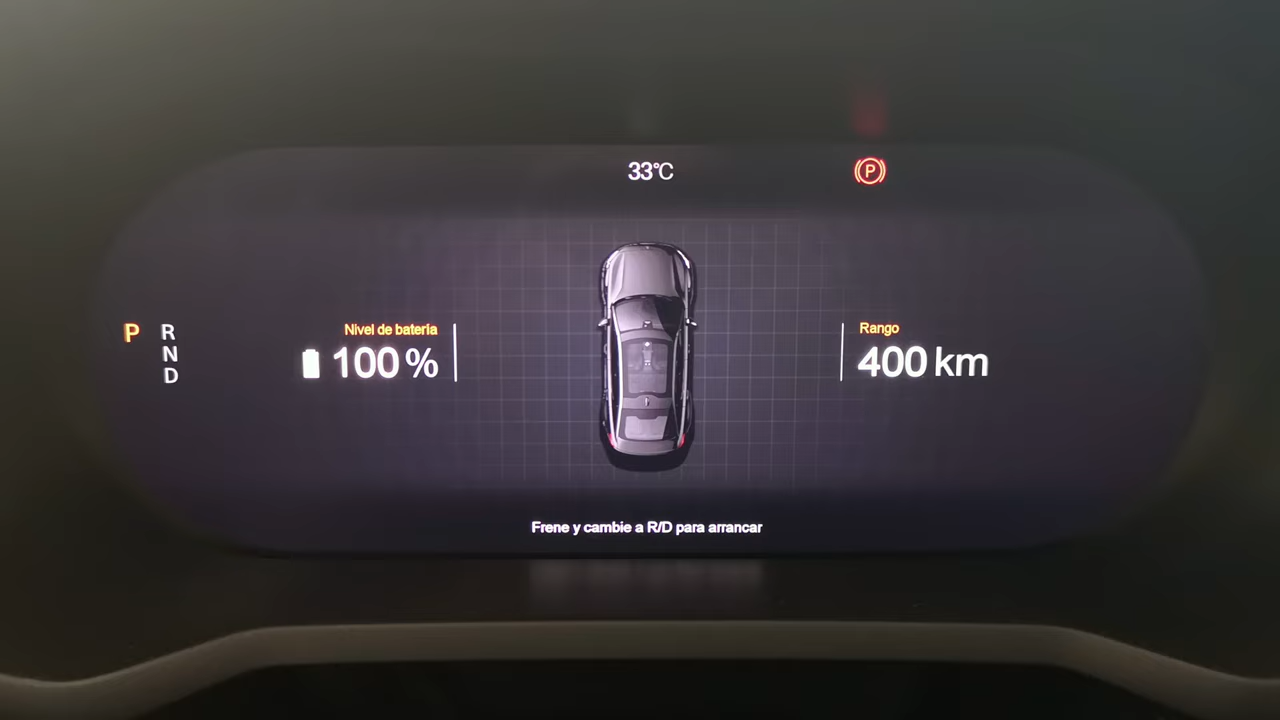 33°C
P
P R
N
D
Nivel de batería
100 %
Rango
400 km
Frene y cambie a R/D para arrancar